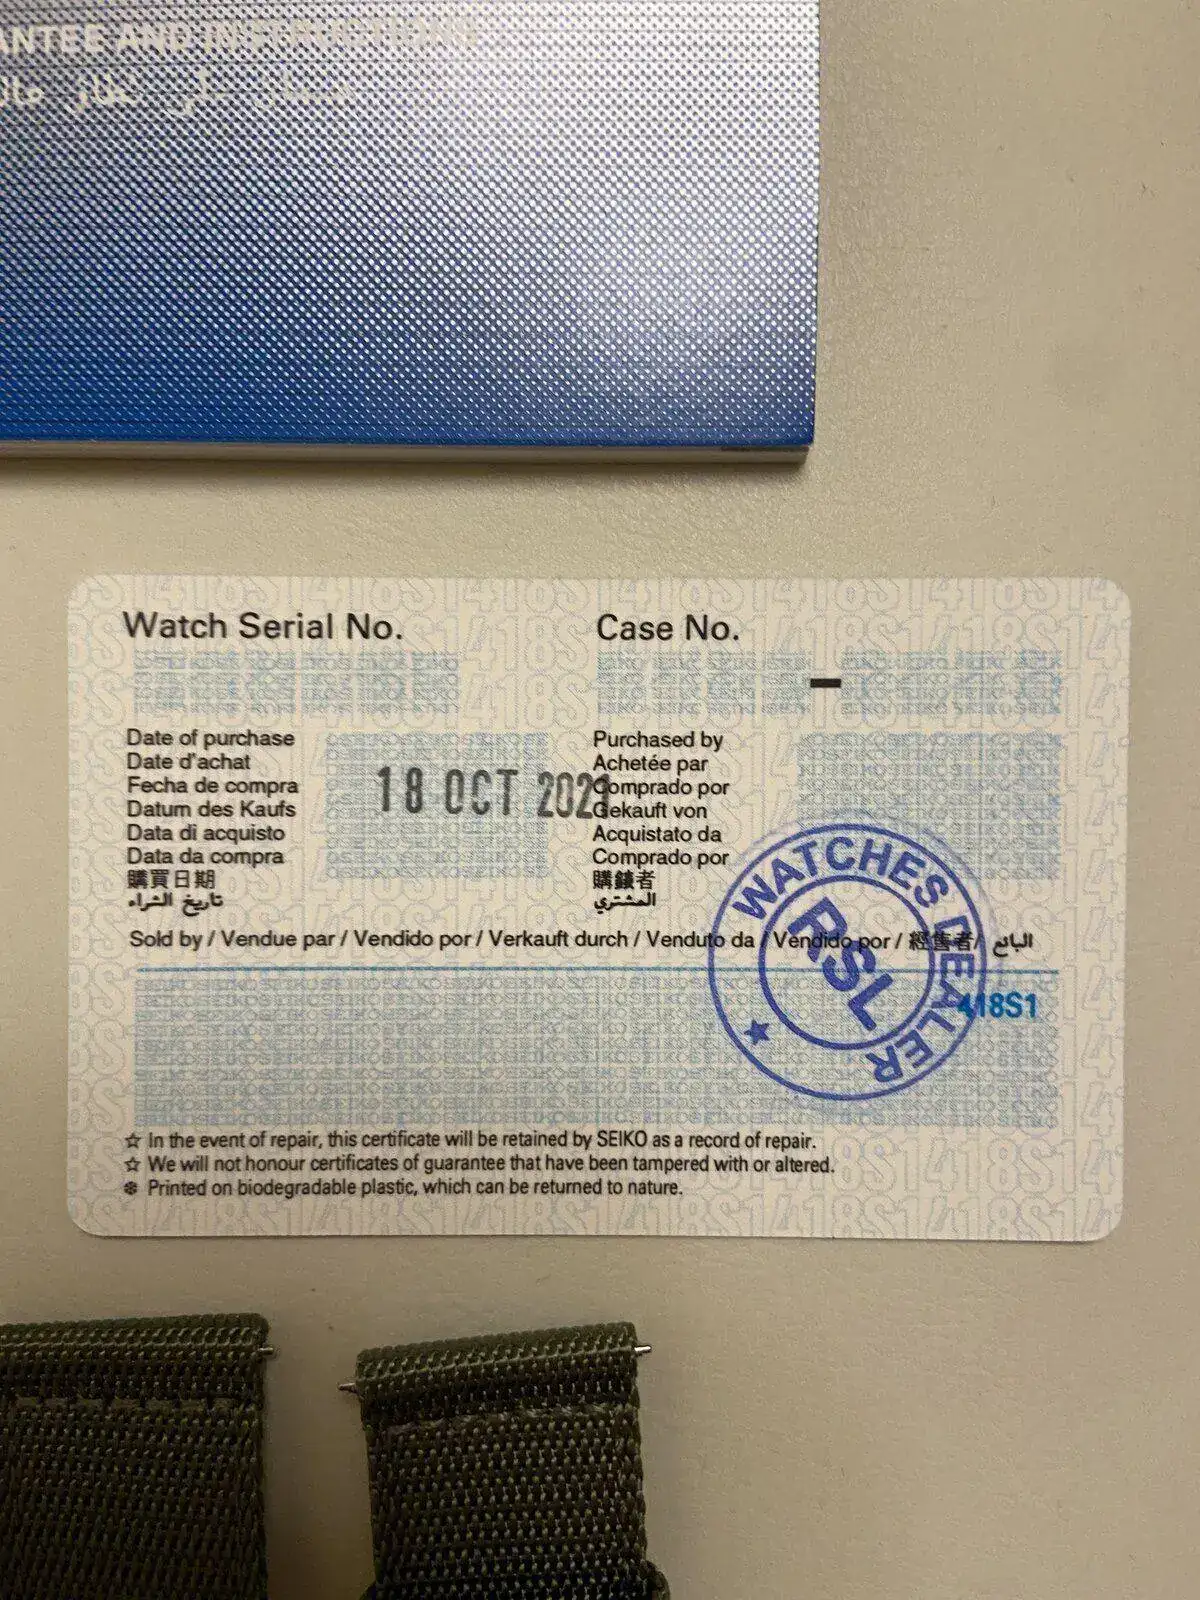 ANTEE AND INSTRUCTIONS
Watch Serial No.
Case No.
–
Date of purchase
Date d'achat
Fecha de compra
Datum des Kaufs
Data di acquisto
Data da compra
購買日期
تاريخ الشراء
18 OCT 2021
Purchased by
Achetée par
Comprado por
Gekauft von
Acquistato da
Comprado por
購錶者
المشتري
Sold by / Vendue par / Vendido por / Verkauft durch / Venduto da / Vendido por / 經售者/ البائع
WATCHES DEALER
RSL
418S1
☆ In the event of repair, this certificate will be retained by SEIKO as a record of repair.
☆ We will not honour certificates of guarantee that have been tampered with or altered.
❄ Printed on biodegradable plastic, which can be returned to nature.